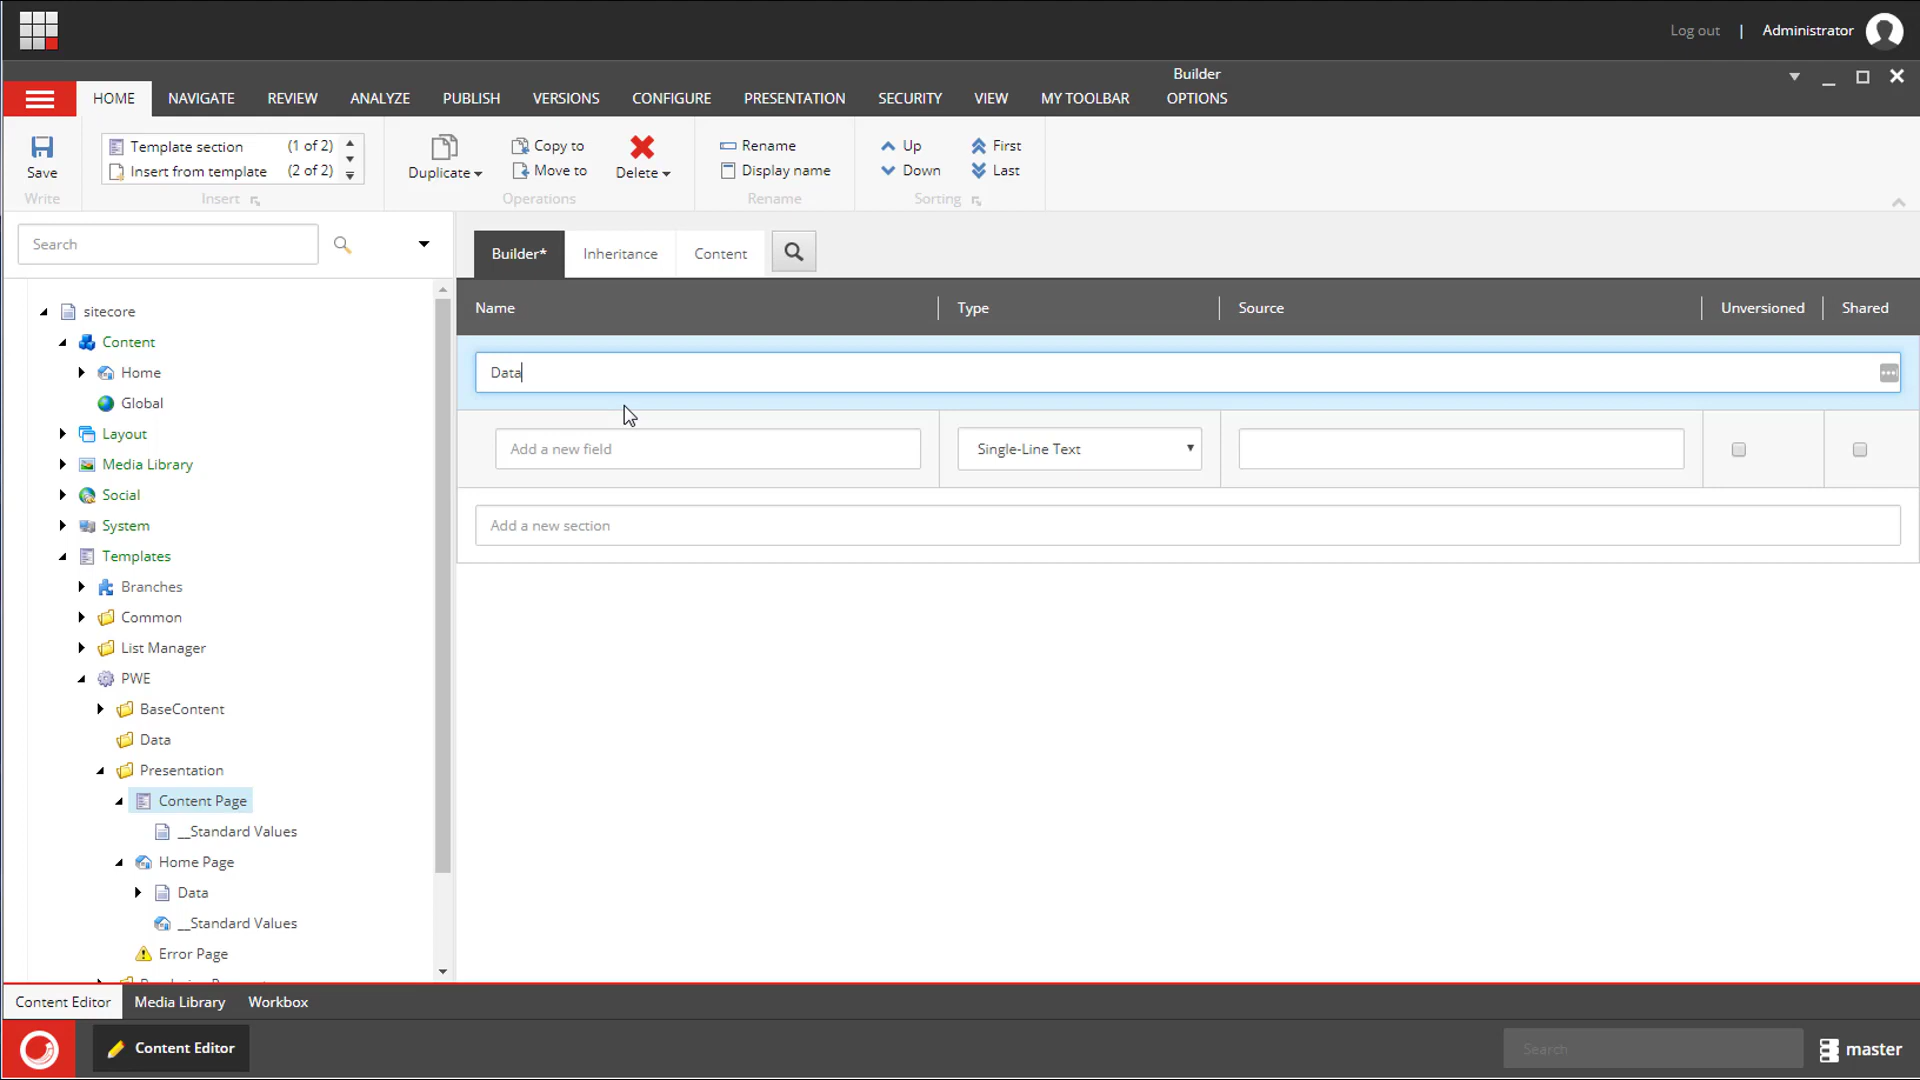 Log out | Administrator
Builder
HOME NAVIGATE REVIEW ANALYZE PUBLISH VERSIONS CONFIGURE PRESENTATION SECURITY VIEW MY TOOLBAR OPTIONS
Save
Write
Template section (1 of 2)
Insert from template (2 of 2)
Insert
Duplicate
Copy to
Move to
Delete
Operations
Rename
Display name
Rename
Up
Down
First
Last
Sorting
Search
Builder* Inheritance Content
Name Type Source Unversioned Shared
Data
Add a new field Single-Line Text
Add a new section
sitecore
Content
Home
Global
Layout
Media Library
Social
System
Templates
Branches
Common
List Manager
PWE
BaseContent
Data
Presentation
Content Page
__Standard Values
Home Page
Data
__Standard Values
Error Page
Content Editor Media Library Workbox
Content Editor
Search
master